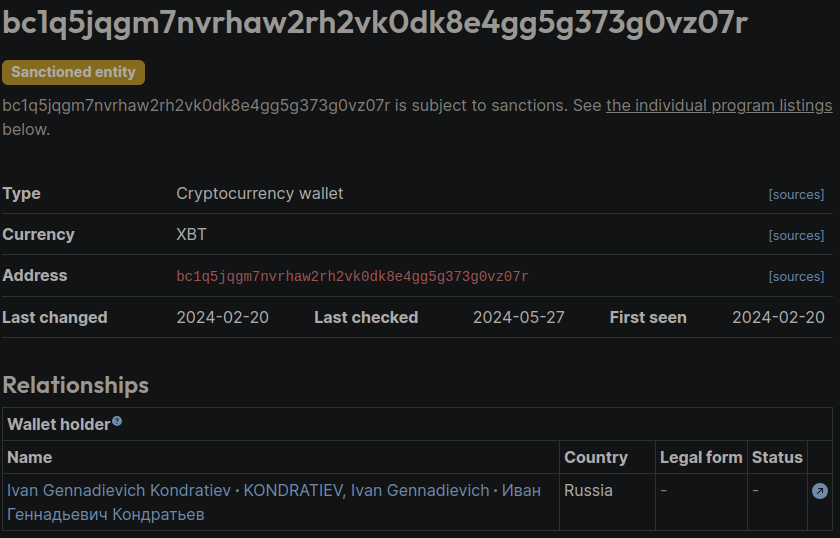 bc1q5jqgm7nvrhaw2rh2vk0dk8e4gg5g373g0vz07r
Sanctioned entity
bc1q5jqgm7nvrhaw2rh2vk0dk8e4gg5g373g0vz07r is subject to sanctions. See the individual program listings
below.
Type Cryptocurrency wallet [sources]
Currency XBT [sources]
Address bc1q5jqgm7nvrhaw2rh2vk0dk8e4gg5g373g0vz07r [sources]
Last changed 2024-02-20 Last checked 2024-05-27 First seen 2024-02-20
Relationships
Wallet holder ?
Name Country Legal form Status
Ivan Gennadievich Kondratiev · KONDRATIEV, Ivan Gennadievich · Иван Russia - -
Геннадьевич Кондратьев